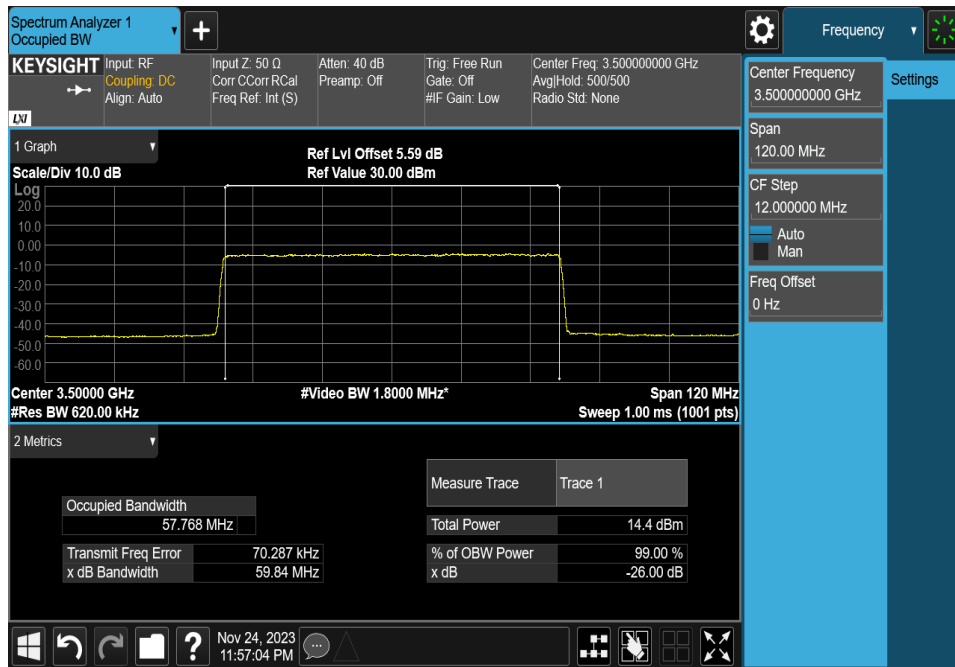 Spectrum Analyzer 1
Occupied BW
Frequency
KEYSIGHT
LXI
Input: RF
Coupling: DC
Align: Auto
Input Z: 50 Ω
Corr CCorr RCal
Freq Ref: Int (S)
Atten: 40 dB
Preamp: Off
Trig: Free Run
Gate: Off
#IF Gain: Low
Center Freq: 3.500000000 GHz
Avg|Hold: 500/500
Radio Std: None
Center Frequency
3.500000000 GHz
Settings
Span
120.00 MHz
CF Step
12.000000 MHz
Auto
Man
Freq Offset
0 Hz
1 Graph
Scale/Div 10.0 dB
Ref Lvl Offset 5.59 dB
Ref Value 30.00 dBm
Log
20.0
10.0
0.00
-10.0
-20.0
-30.0
-40.0
-50.0
-60.0
Center 3.50000 GHz
#Video BW 1.8000 MHz*
Span 120 MHz
#Res BW 620.00 kHz
Sweep 1.00 ms (1001 pts)
2 Metrics
Measure Trace Trace 1
Occupied Bandwidth
57.768 MHz
Total Power 14.4 dBm
Transmit Freq Error 70.287 kHz
% of OBW Power 99.00 %
x dB Bandwidth 59.84 MHz
x dB -26.00 dB
?
Nov 24, 2023
11:57:04 PM